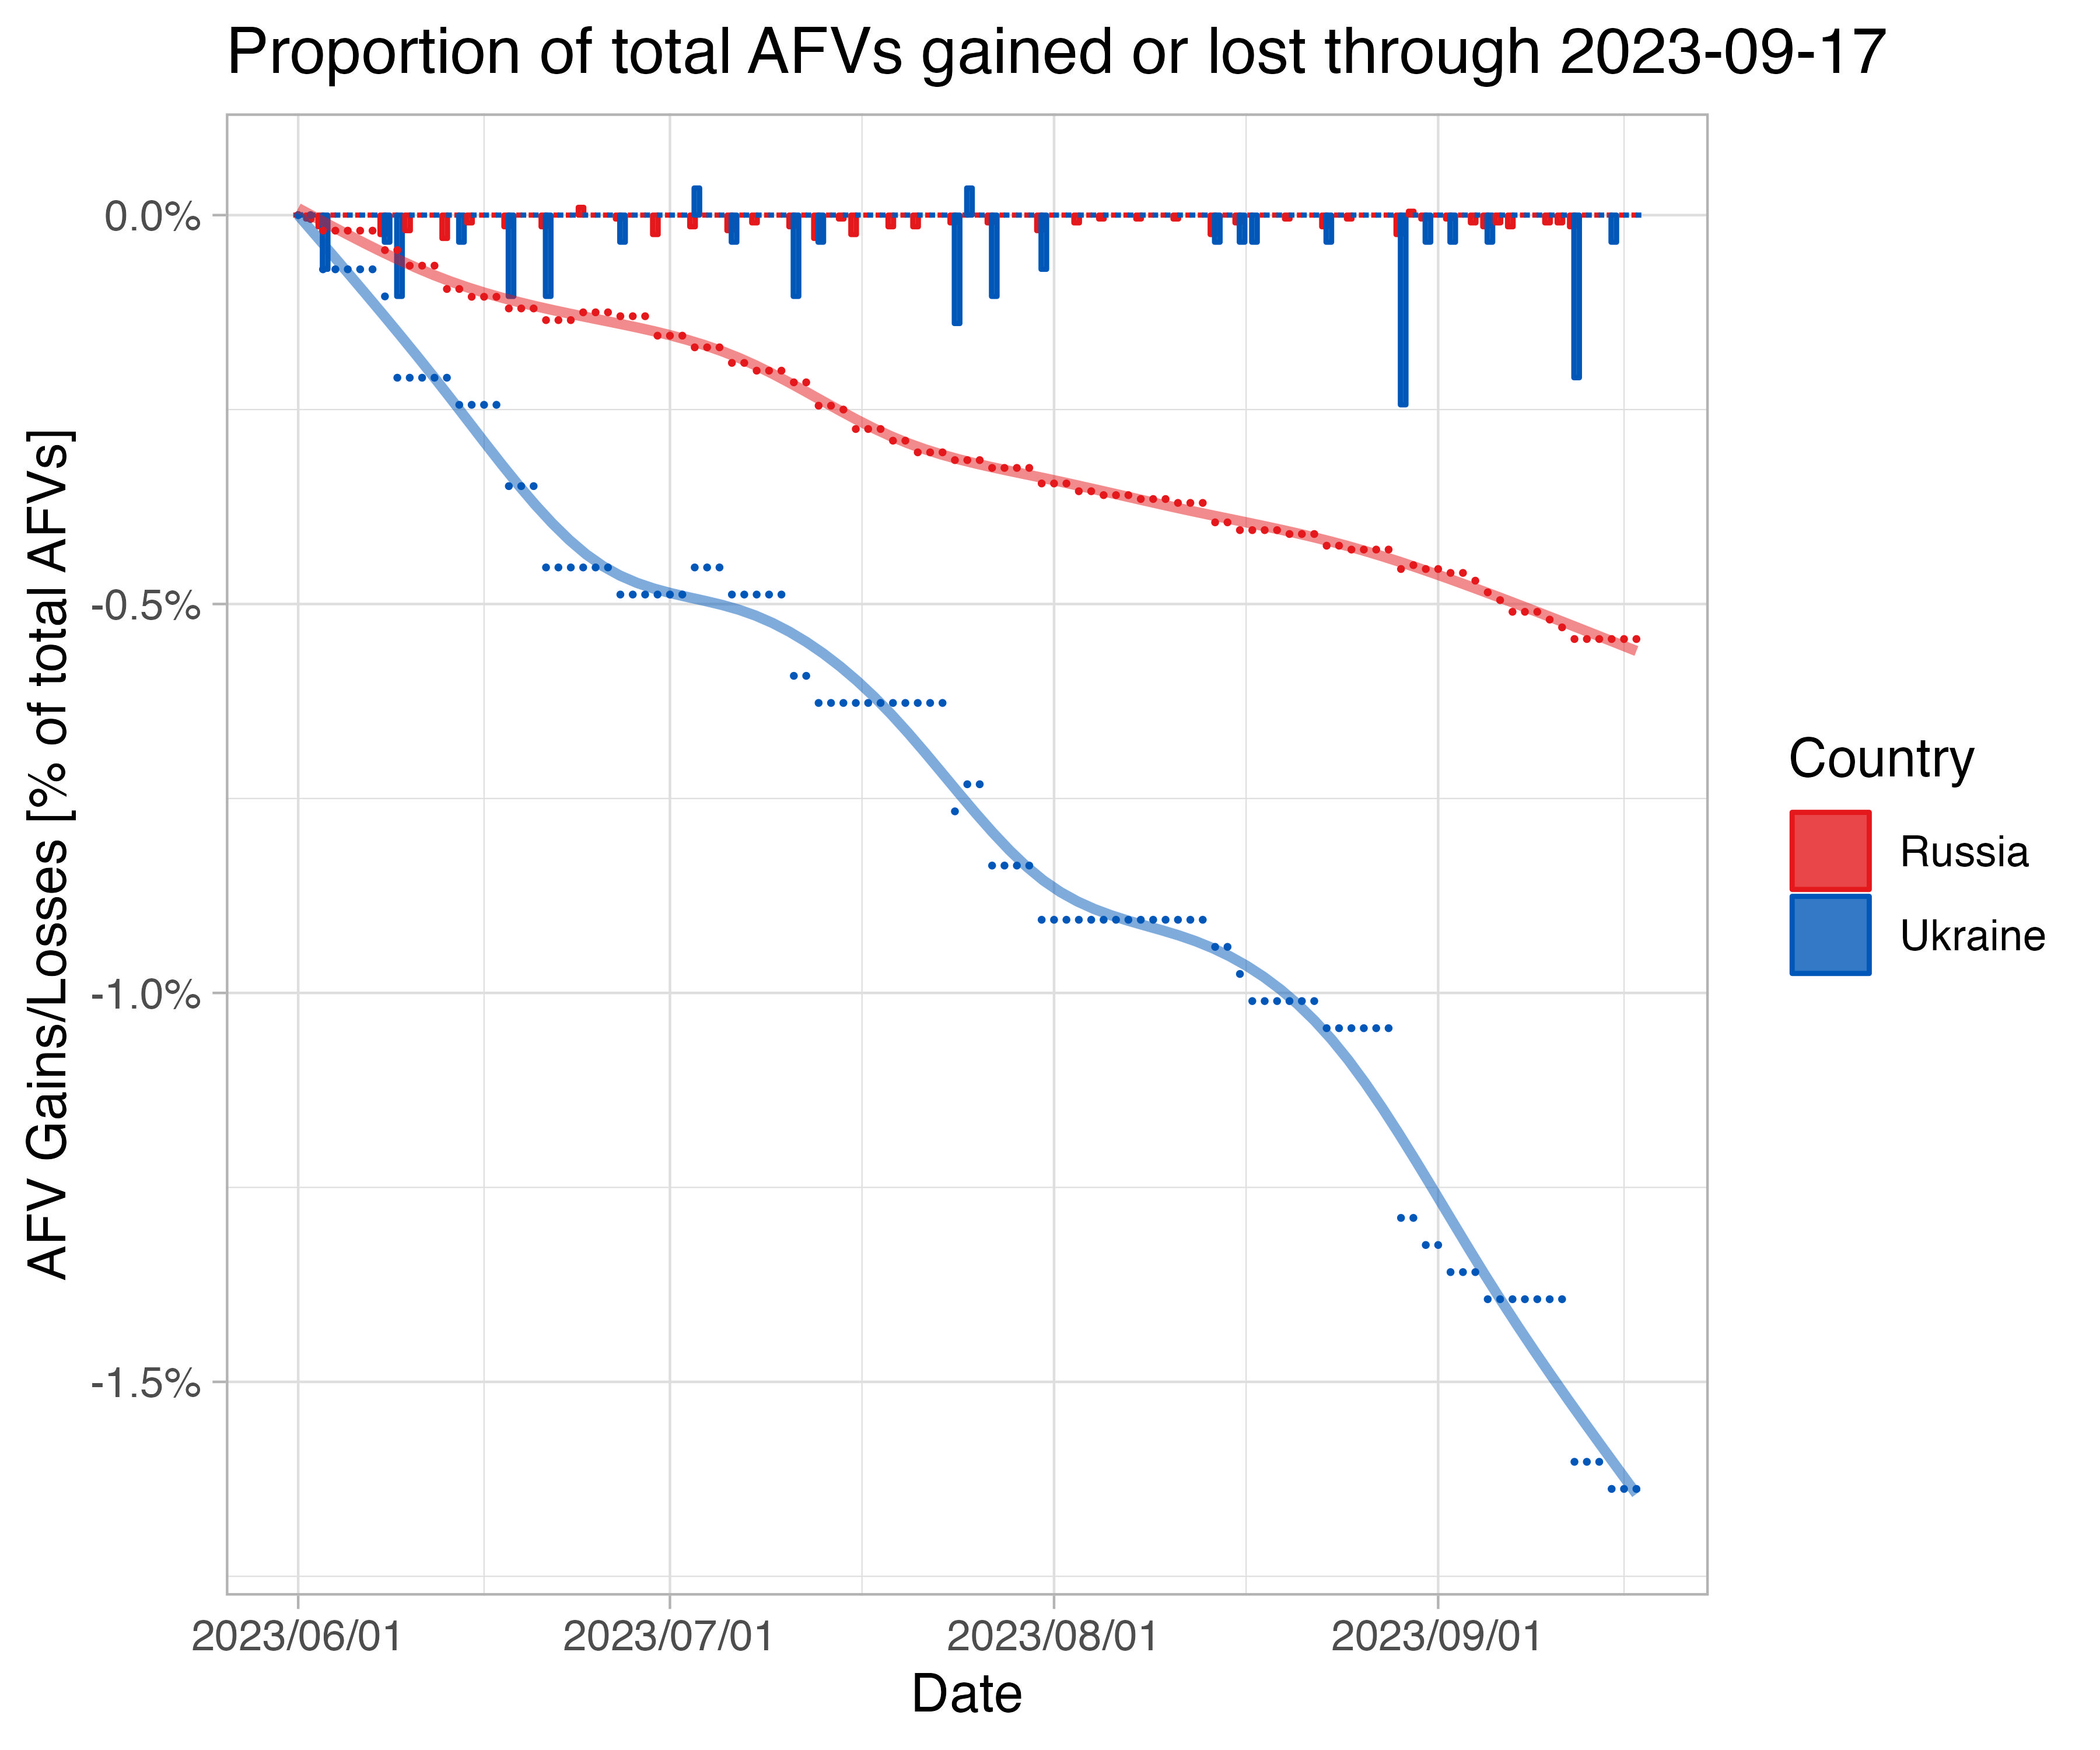 Proportion of total AFVs gained or lost through 2023-09-17
AFV Gains/Losses [% of total AFVs]
0.0%
-0.5%
-1.0%
-1.5%
2023/06/01
2023/07/01
2023/08/01
2023/09/01
Date
Country
Russia
Ukraine